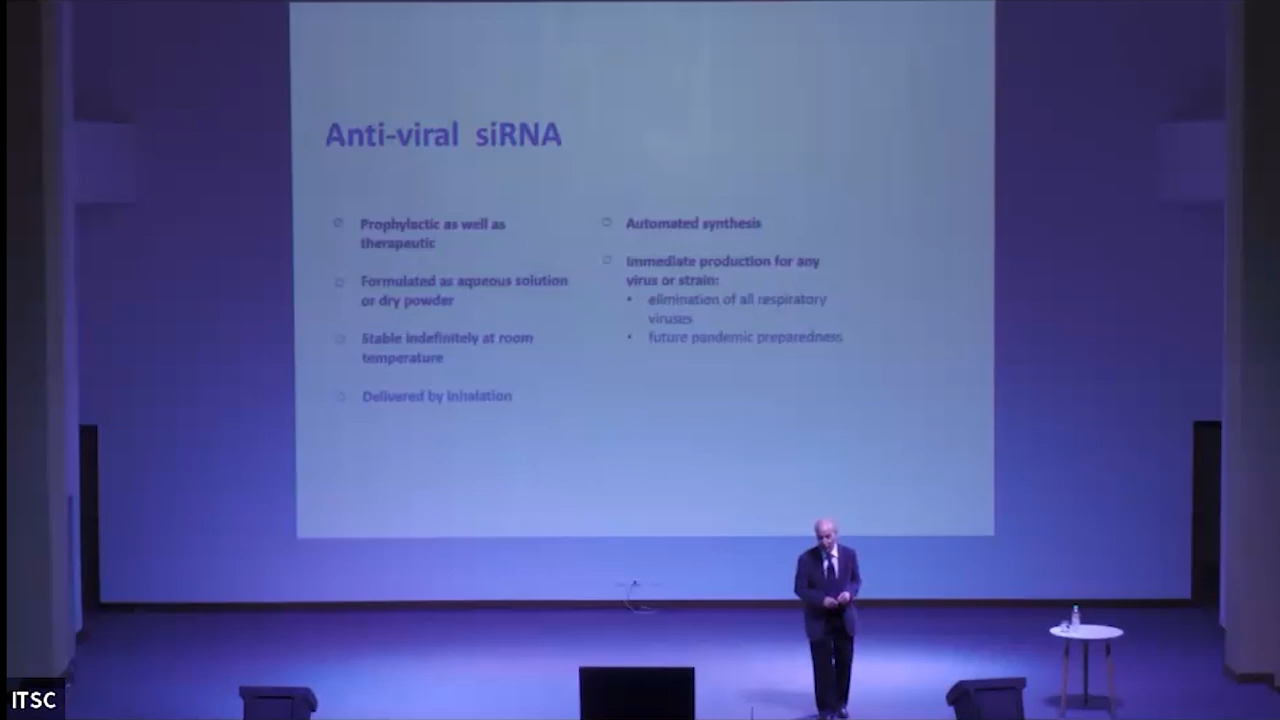 Anti-viral siRNA
Prophylactic as well as
therapeutic
Formulated as aqueous solution
or dry powder
Stable indefinitely at room
temperature
Delivered by inhalation
Automated synthesis
Immediate production for any
virus or strain:
elimination of all respiratory
viruses
future pandemic preparedness
ITSC